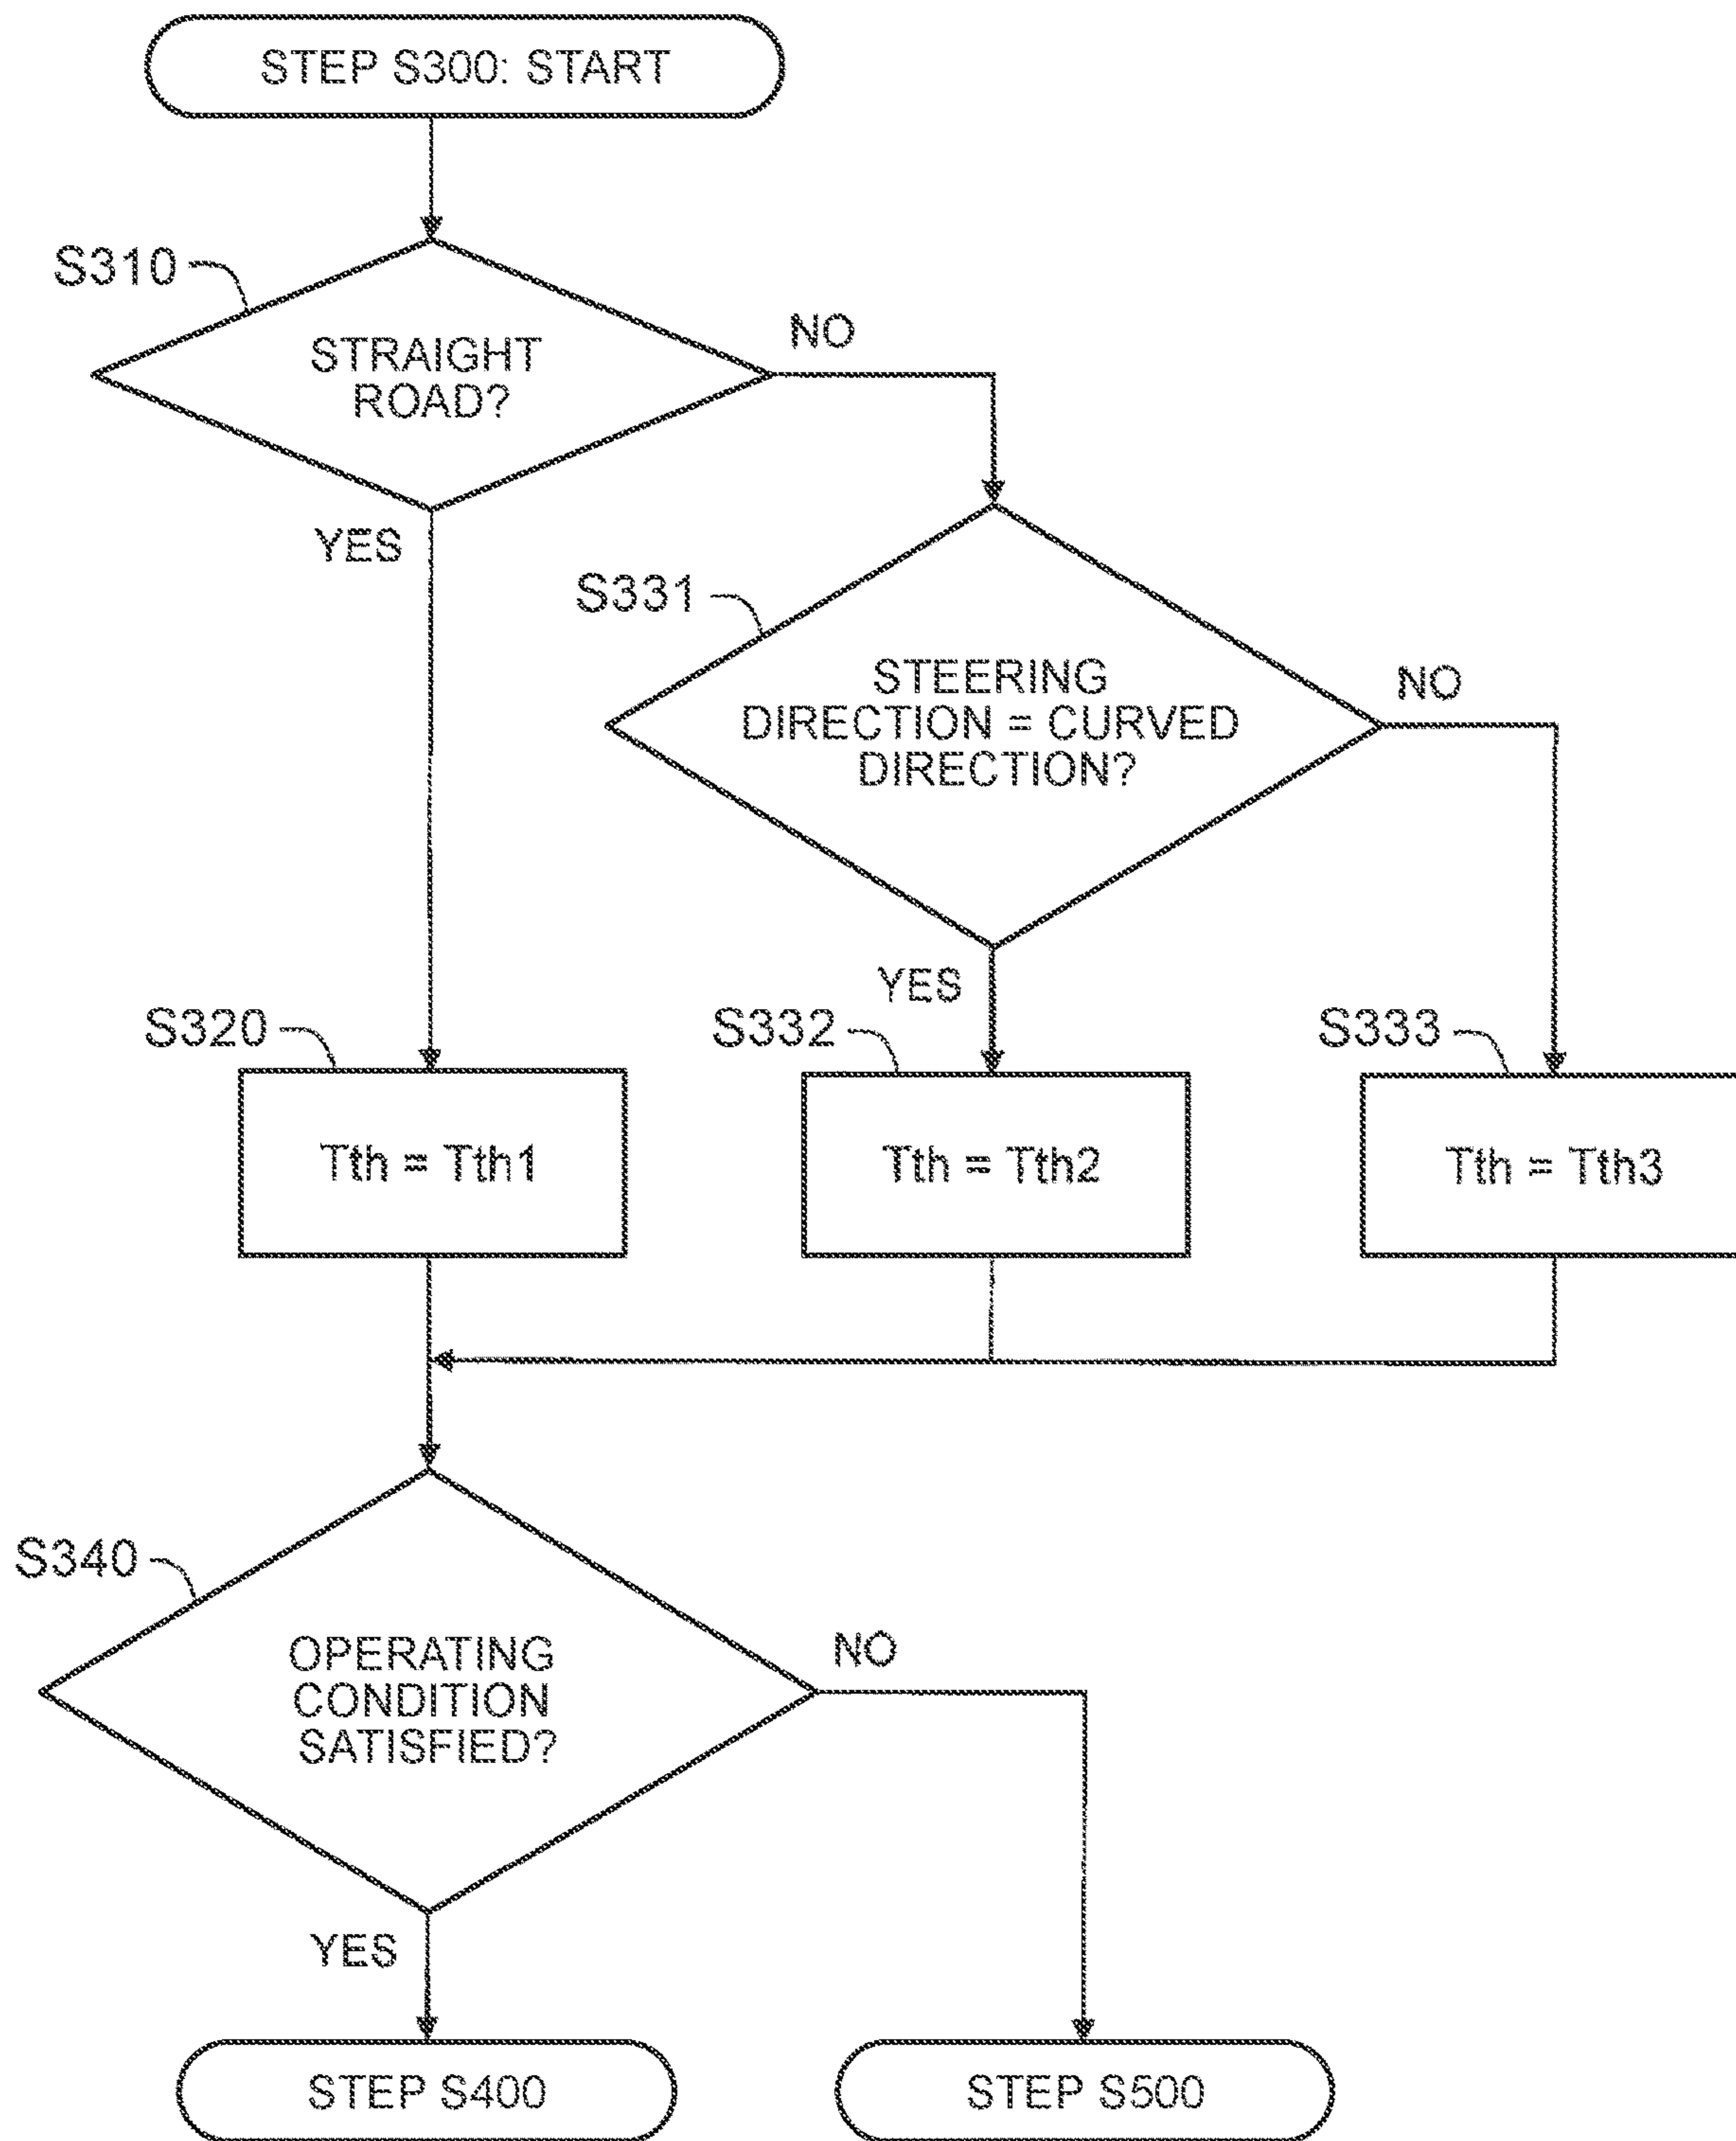 STEP S300: START
S310
STRAIGHT
ROAD?
NO
YES
S331
STEERING
DIRECTION = CURVED
DIRECTION?
NO
YES
S320
S332
S333
Tth = Tth1
Tth = Tth2
Tth = Tth3
S340
OPERATING
CONDITION
SATISFIED?
NO
YES
STEP S400
STEP S500